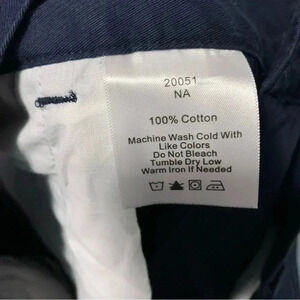 20051
NA
100% Cotton
Machine Wash Cold With
Like Colors
Do Not Bleach
Tumble Dry Low
Warm Iron If Needed